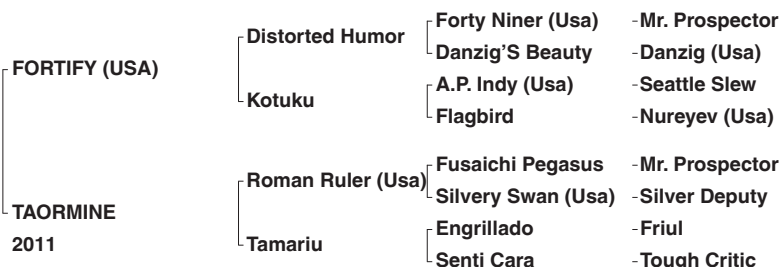 FORTIFY (USA)
Distorted Humor
Forty Niner (Usa)
Mr. Prospector
Danzig'S Beauty
Danzig (Usa)
Kotuku
A.P. Indy (Usa)
Seattle Slew
Flagbird
Nureyev (Usa)
TAORMINE
2011
Roman Ruler (Usa)
Fusaichi Pegasus
Mr. Prospector
Silvery Swan (Usa)
Silver Deputy
Tamariu
Engrillado
Friul
Senti Cara
Tough Critic